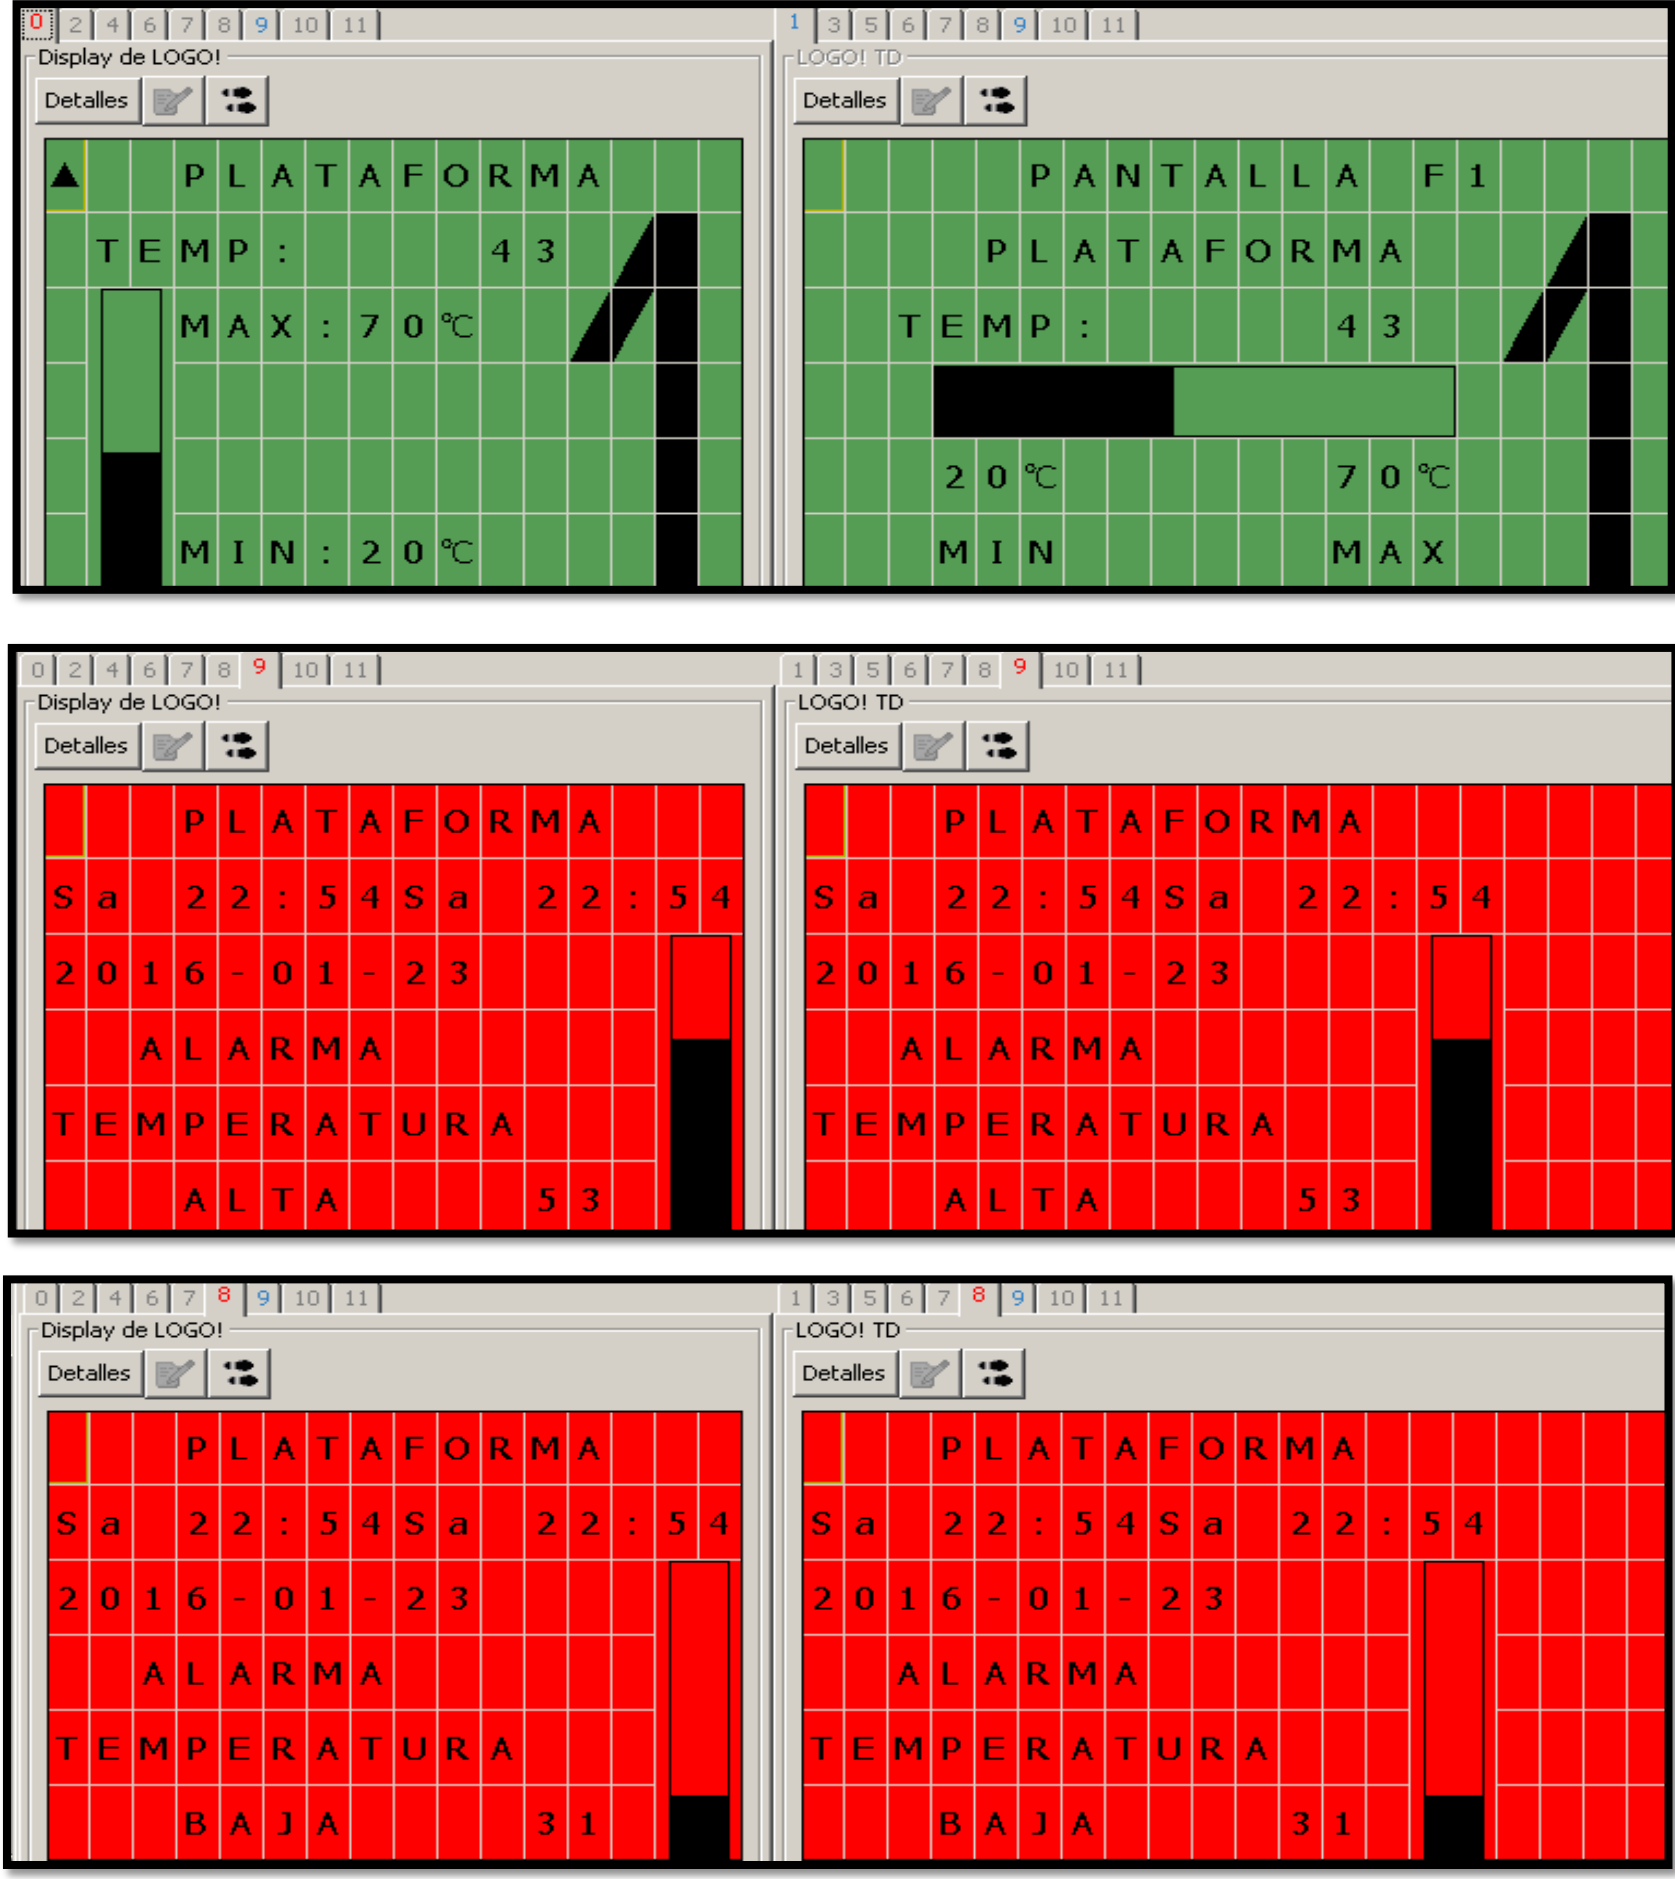 0 2 4 6 7 8 9 10 11
Display de LOGO!
Detalles
PLATAFORMA
TEMP: 43
MAX:70°C
MIN:20°C
1
1 3 5 6 7 8 9 10 11
LOGO! TD
Detalles
PANTALLA F1
PLATAFORMA
TEMP: 43
20°C 70°C
MIN MAX
1
0 2 4 6 7 8 9 10 11
Display de LOGO!
Detalles
PLATAFORMA
Sa 22:54Sa 22:54
2016-01-23
ALARMA
TEMPERATURA
ALTA 53
1 3 5 6 7 8 9 10 11
LOGO! TD
Detalles
PLATAFORMA
Sa 22:54Sa 22:54
2016-01-23
ALARMA
TEMPERATURA
ALTA 53
0 2 4 6 7 8 9 10 11
Display de LOGO!
Detalles
PLATAFORMA
Sa 22:54Sa 22:54
2016-01-23
ALARMA
TEMPERATURA
BAJA 31
1 3 5 6 7 8 9 10 11
LOGO! TD
Detalles
PLATAFORMA
Sa 22:54Sa 22:54
2016-01-23
ALARMA
TEMPERATURA
BAJA 31